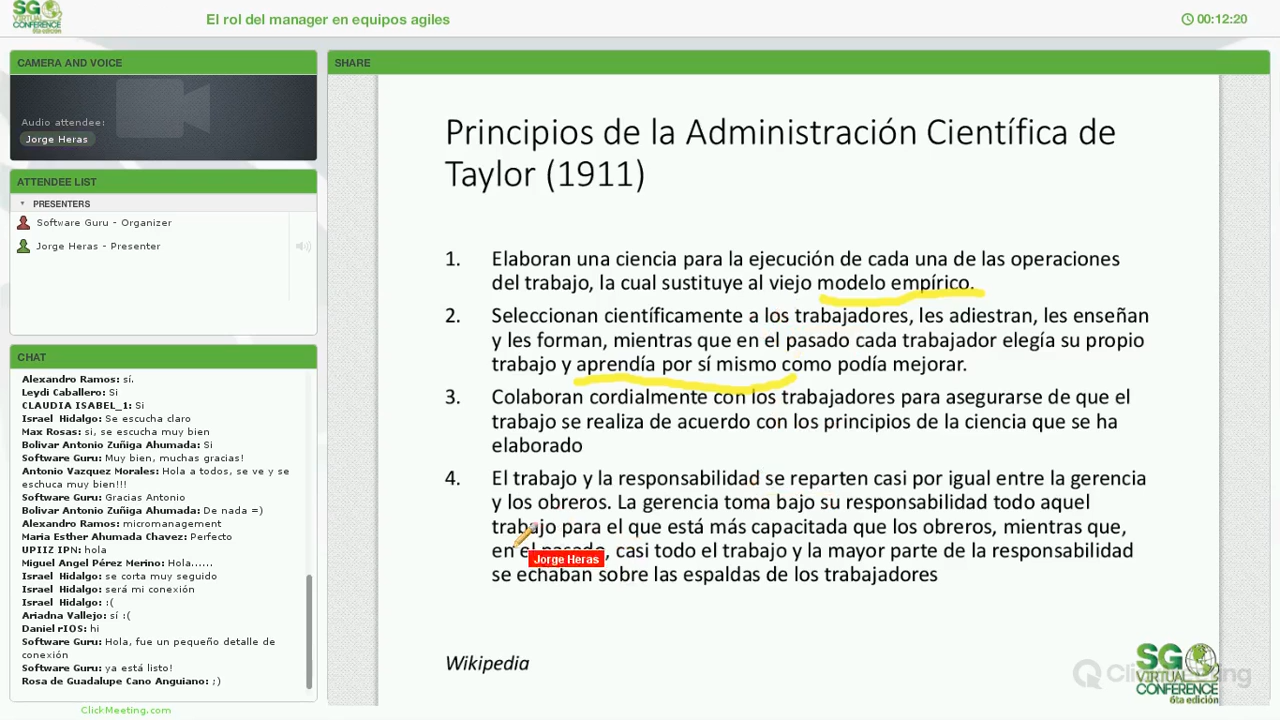 SG
VIRTUAL
CONFERENCE
6ta edición
El rol del manager en equipos agiles
00:12:20
CAMERA AND VOICE
Audio attendee:
Jorge Heras
ATTENDEE LIST
PRESENTERS
Software Guru - Organizer
Jorge Heras - Presenter
CHAT
Alexandro Ramos: sí.
Leydi Caballero: Si
CLAUDIA ISABEL_1: Si
Israel Hidalgo: Se escucha claro
Max Rosas: si, se escucha muy bien
Bolivar Antonio Zuñiga Ahumada: Si
Software Guru: Muy bien, muchas gracias!
Antonio Vazquez Morales: Hola a todos, se ve y se
eschuca muy bien!!!
Software Guru: Gracias Antonio
Bolivar Antonio Zuñiga Ahumada: De nada =)
Alexandro Ramos: micromanagement
Maria Esther Ahumada Chavez: Perfecto
UPIIZ IPN: hola
Miguel Angel Pérez Merino: Hola......
Israel Hidalgo: se corta muy seguido
Israel Hidalgo: será mi conexión
Israel Hidalgo: :(
Ariadna Vallejo: sí :(
Daniel rIOS: hi
Software Guru: Hola, fue un pequeño detalle de
conexión
Software Guru: ya está listo!
Rosa de Guadalupe Cano Anguiano: ;)
ClickMeeting.com
SHARE
Principios de la Administración Científica de
Taylor (1911)
1. Elaboran una ciencia para la ejecución de cada una de las operaciones
del trabajo, la cual sustituye al viejo modelo empírico.
2. Seleccionan científicamente a los trabajadores, les adiestran, les enseñan
y les forman, mientras que en el pasado cada trabajador elegía su propio
trabajo y aprendía por sí mismo como podía mejorar.
3. Colaboran cordialmente con los trabajadores para asegurarse de que el
trabajo se realiza de acuerdo con los principios de la ciencia que se ha
elaborado
4. El trabajo y la responsabilidad se reparten casi por igual entre la gerencia
y los obreros. La gerencia toma bajo su responsabilidad todo aquel
trabajo para el que está más capacitada que los obreros, mientras que,
en el pasado, casi todo el trabajo y la mayor parte de la responsabilidad
Jorge Heras
se echaban sobre las espaldas de los trabajadores
Wikipedia
SG
VIRTUAL
CONFERENCE
6ta edición